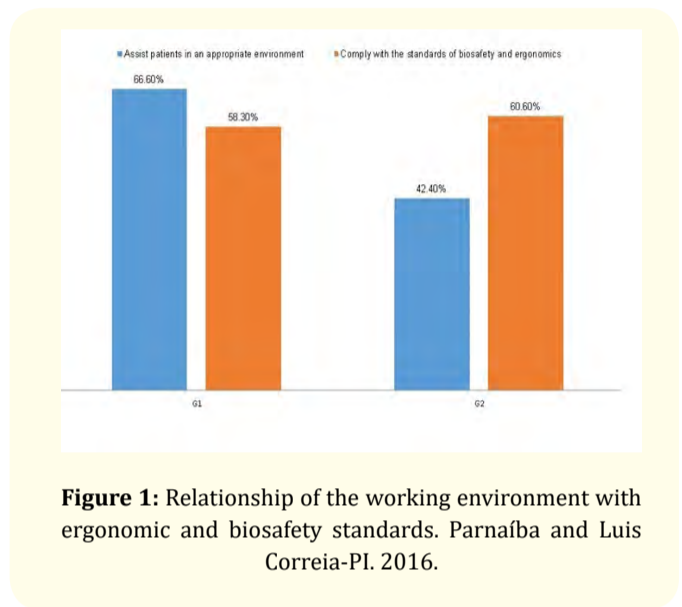 Assist patients in an appropriate environment Comply with the standards of biosafety and ergonomics
66.60%
58.30%
60.60%
42.40%
G1 G2
Figure 1: Relationship of the working environment with
ergonomic and biosafety standards. Parnaíba and Luis
Correia-PI. 2016.